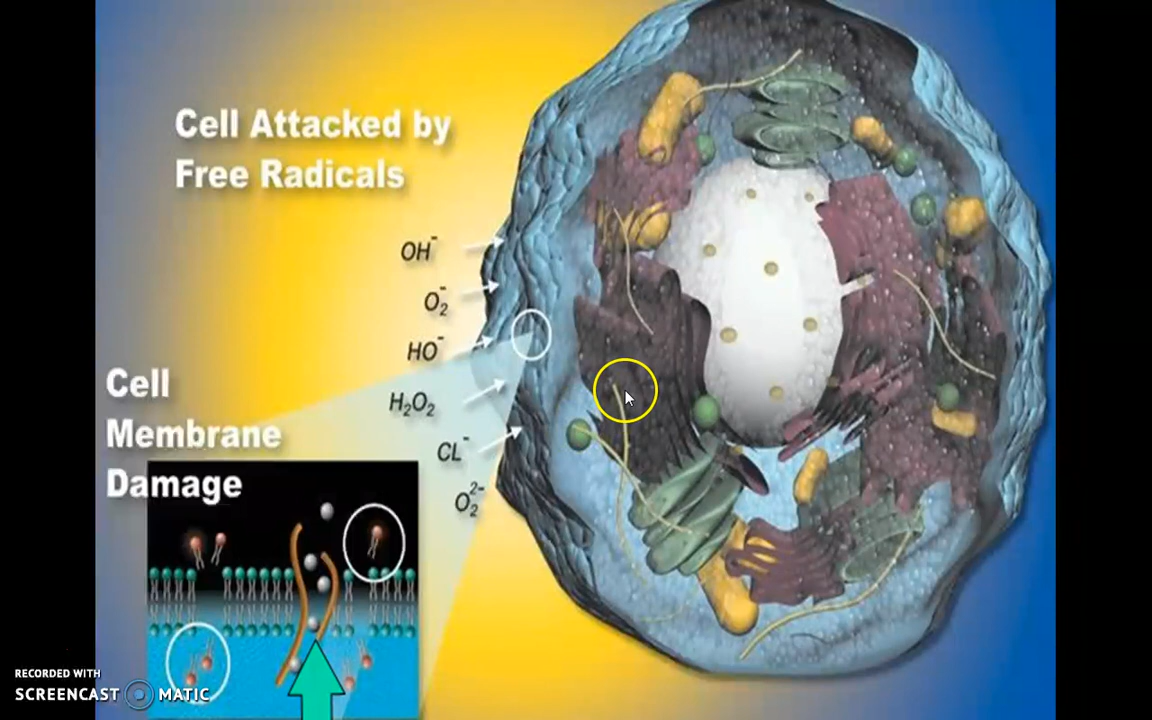 Cell Attacked by
Free Radicals
OH⁻
O₂⁻
HO⁻
H₂O₂
CL⁻
O₂²⁻
Cell
Membrane
Damage
RECORDED WITH
SCREENCAST MATIC